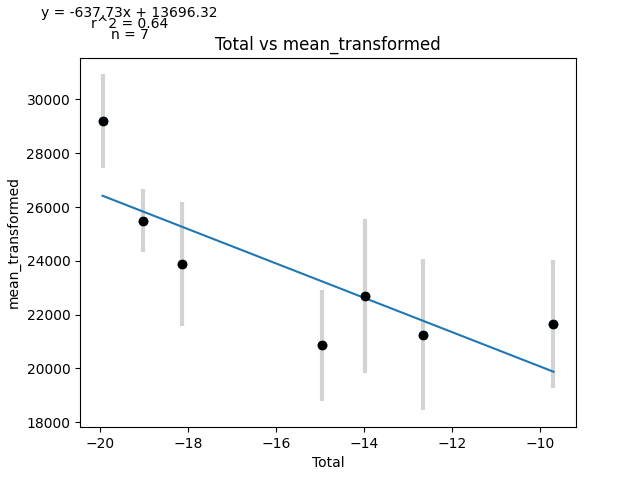 y = -637.73x + 13696.32
r^2 = 0.64
n = 7
Total vs mean_transformed
30000
28000
26000
24000
22000
20000
18000
mean_transformed
−20
−18
−16
−14
−12
−10
Total